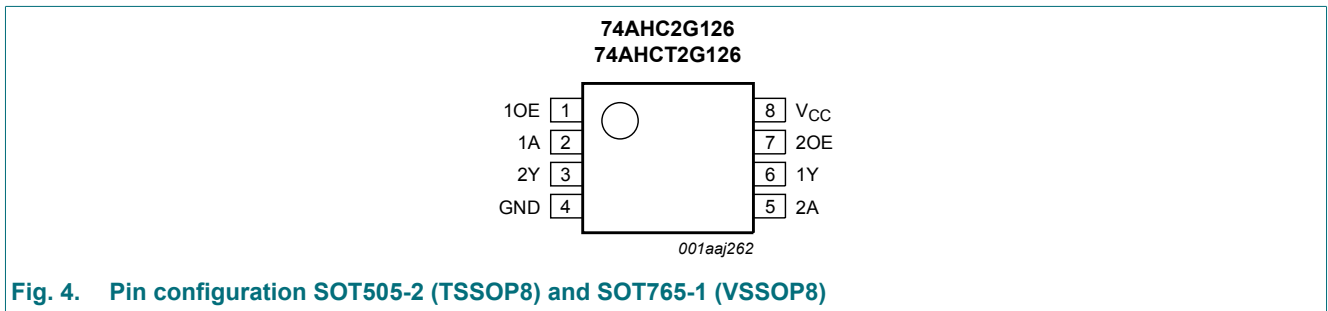 74AHC2G126
74AHCT2G126
1OE 1 8 VCC
1A 2 7 2OE
2Y 3 6 1Y
GND 4 5 2A
001aaj262
Fig. 4. Pin configuration SOT505-2 (TSSOP8) and SOT765-1 (VSSOP8)